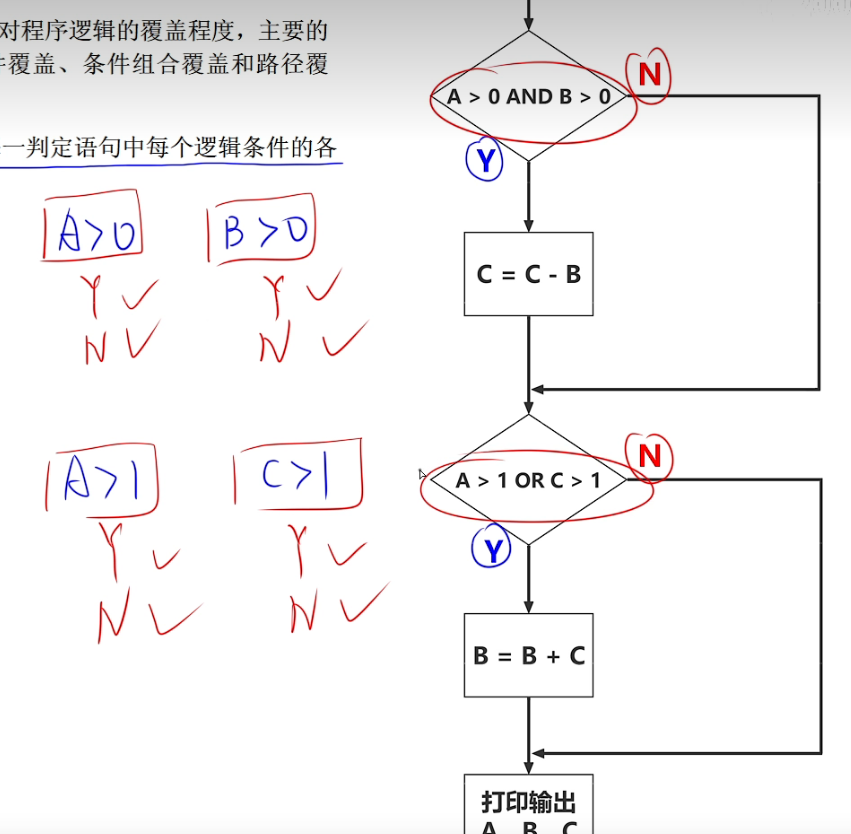 对程序逻辑的覆盖程度，主要的
覆盖、条件组合覆盖和路径覆
一判定语句中每个逻辑条件的各
A>0 B>0
Y Y
N N
A>1 C>1
Y Y
N N
A > 0 AND B > 0
N
Y
C = C - B
A > 1 OR C > 1
N
Y
B = B + C
打印输出
A B C